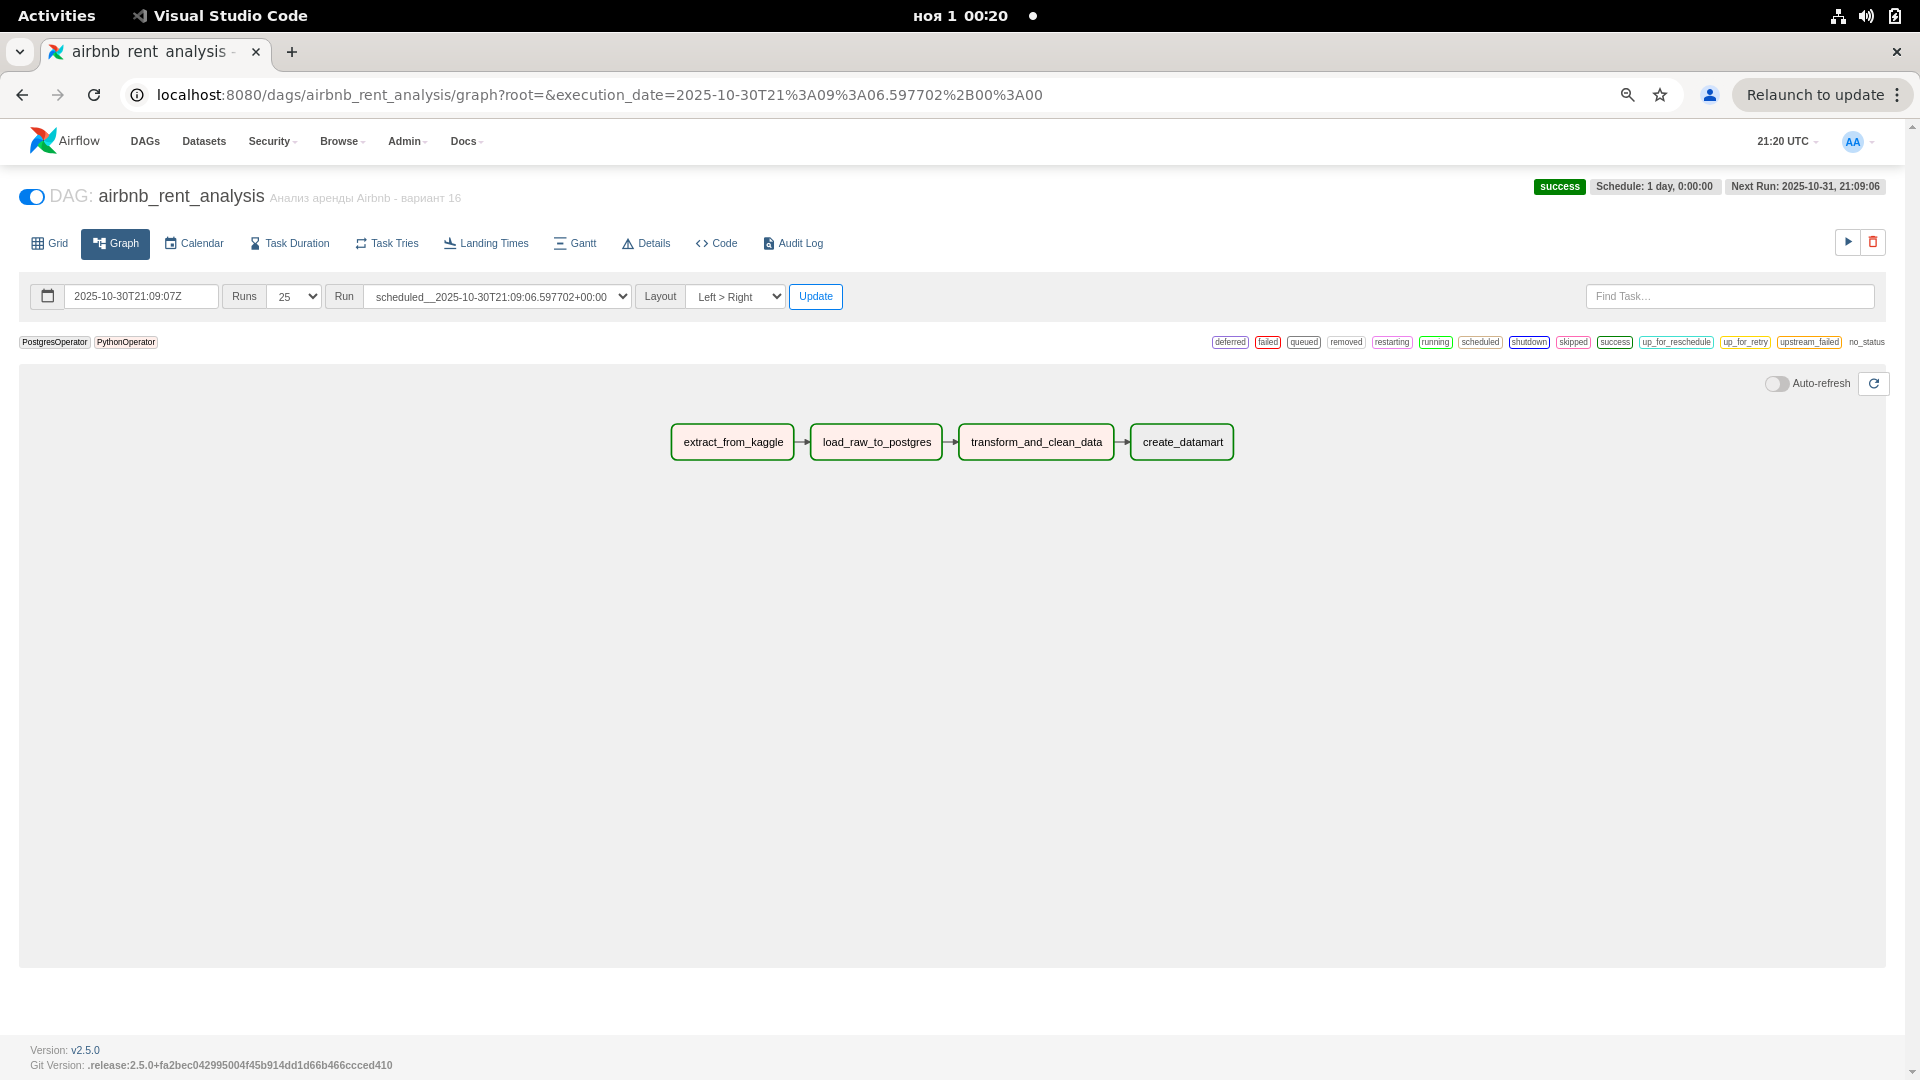 Activities Visual Studio Code ноя 1 00:20
airbnb_rent_analysis -
localhost:8080/dags/airbnb_rent_analysis/graph?root=&execution_date=2025-10-30T21%3A09%3A06.597702%2B00%3A00 Relaunch to update
Airflow DAGs Datasets Security Browse Admin Docs 21:20 UTC AA
DAG: airbnb_rent_analysis Анализ аренды Airbnb - вариант 16 success Schedule: 1 day, 0:00:00 Next Run: 2025-10-31, 21:09:06
Grid Graph Calendar Task Duration Task Tries Landing Times Gantt Details Code Audit Log
2025-10-30T21:09:07Z Runs 25 Run scheduled__2025-10-30T21:09:06.597702+00:00 Layout Left > Right Update Find Task...
PostgresOperator PythonOperator deferred failed queued removed restarting running scheduled shutdown skipped success up_for_reschedule up_for_retry upstream_failed no_status
Auto-refresh
extract_from_kaggle load_raw_to_postgres transform_and_clean_data create_datamart
Version: v2.5.0
Git Version: .release:2.5.0+fa2bec042995004f45b914dd1d66b466ccced410